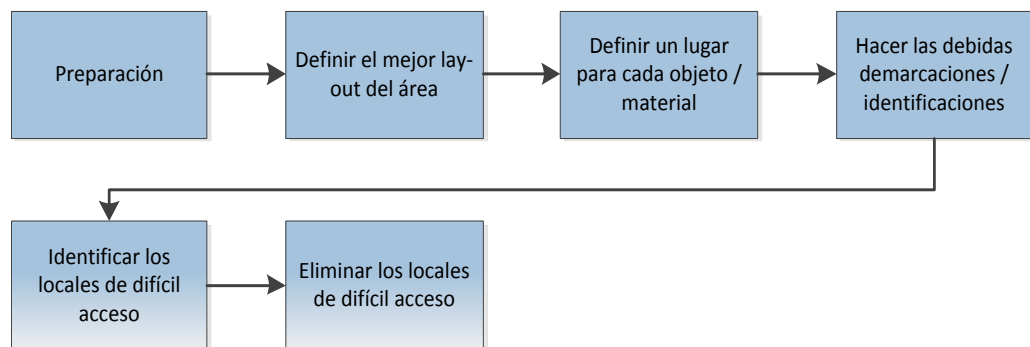 Preparación
Definir el mejor lay-
out del área
Definir un lugar
para cada objeto /
material
Hacer las debidas
demarcaciones /
identificaciones
Identificar los
locales de difícil
acceso
Eliminar los locales
de difícil acceso